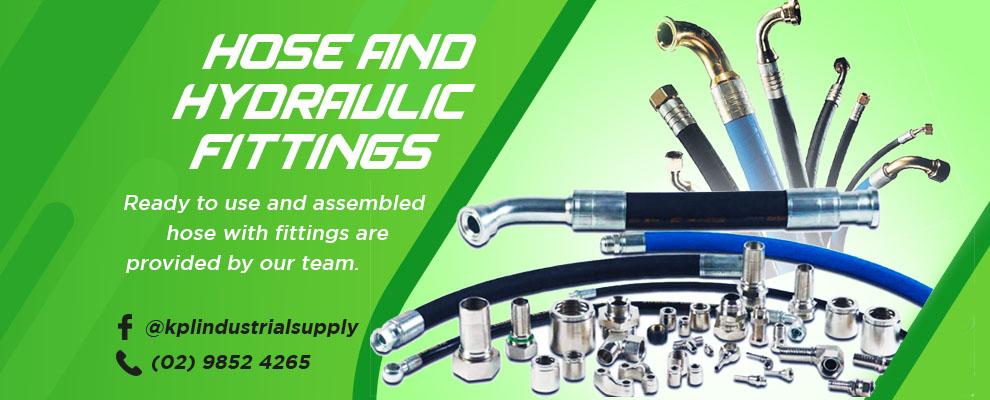 HOSE AND
HYDRAULIC
FITTINGS
Ready to use and assembled
hose with fittings are
provided by our team.
@kplindustrialsupply
(02) 9852 4265